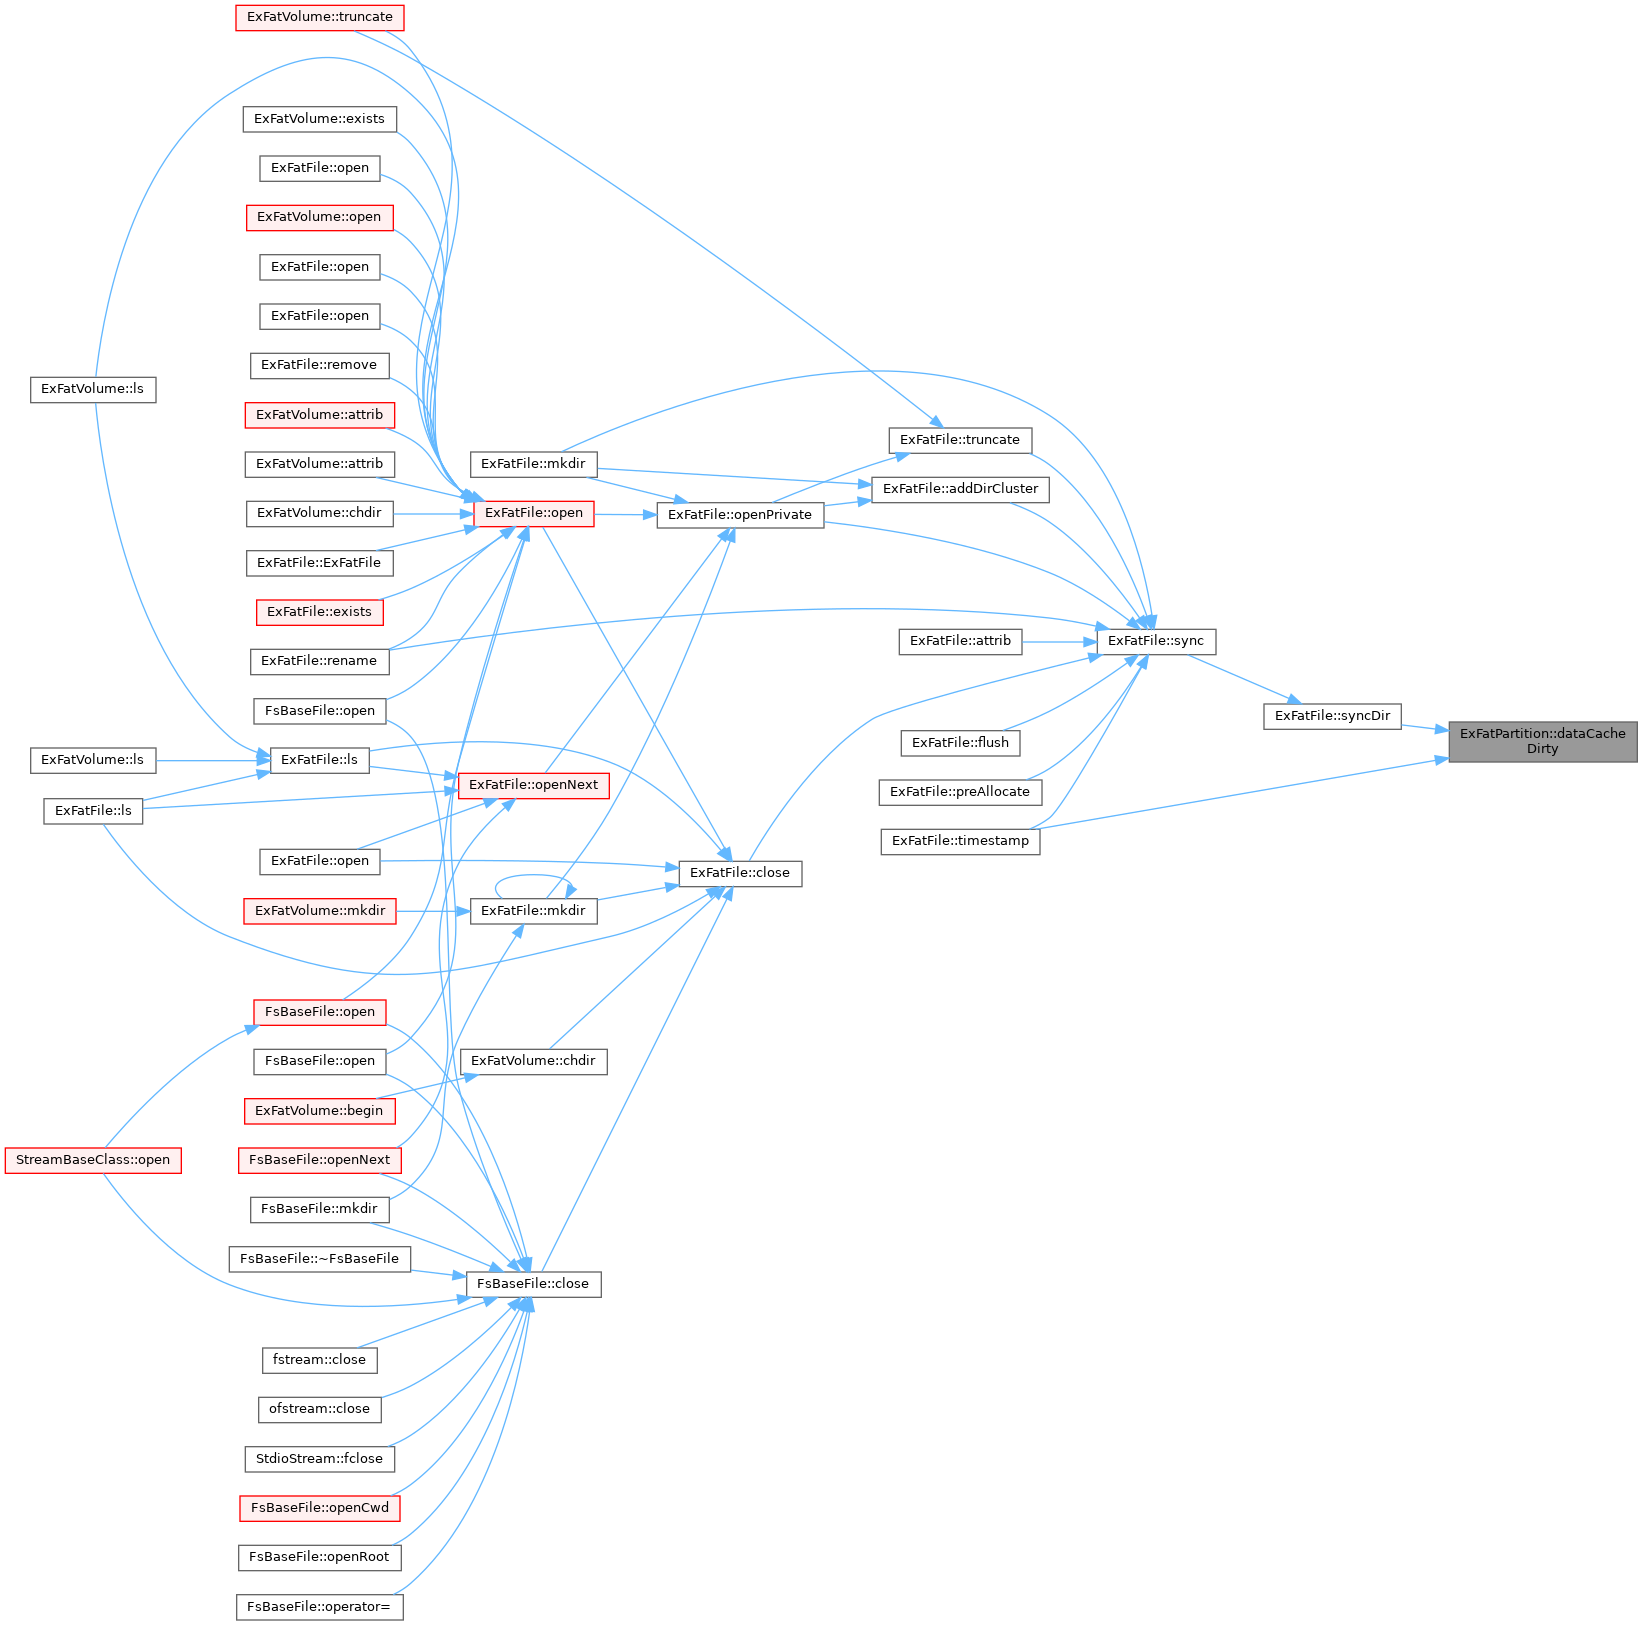 ExFatVolume::truncate
ExFatVolume::exists
ExFatFile::open
ExFatVolume::open
ExFatFile::open
ExFatFile::open
ExFatFile::remove
ExFatVolume::ls
ExFatVolume::attrib
ExFatFile::truncate
ExFatVolume::attrib
ExFatFile::mkdir
ExFatFile::addDirCluster
ExFatVolume::chdir
ExFatFile::open
ExFatFile::openPrivate
ExFatFile::ExFatFile
ExFatFile::exists
ExFatFile::attrib
ExFatFile::sync
ExFatFile::rename
FsBaseFile::open
ExFatFile::syncDir
ExFatPartition::dataCache
Dirty
ExFatFile::flush
ExFatVolume::ls
ExFatFile::ls
ExFatFile::openNext
ExFatFile::preAllocate
ExFatFile::ls
ExFatFile::timestamp
ExFatFile::open
ExFatFile::close
ExFatVolume::mkdir
ExFatFile::mkdir
FsBaseFile::open
FsBaseFile::open
ExFatVolume::chdir
ExFatVolume::begin
StreamBaseClass::open
FsBaseFile::openNext
FsBaseFile::mkdir
FsBaseFile::~FsBaseFile
FsBaseFile::close
fstream::close
ofstream::close
StdioStream::fclose
FsBaseFile::openCwd
FsBaseFile::openRoot
FsBaseFile::operator=